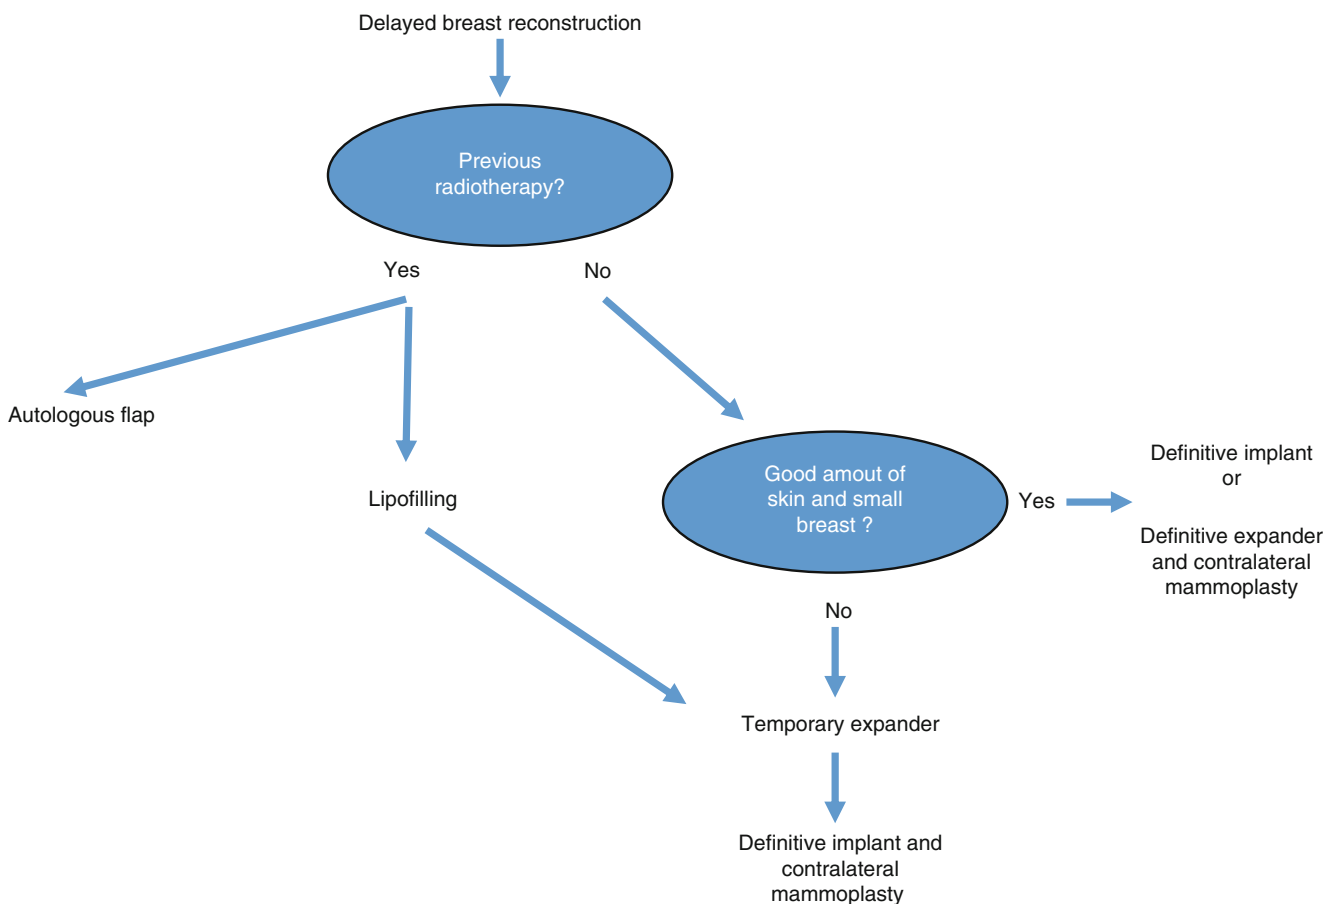 Delayed breast reconstruction
Previous
radiotherapy?
Yes
No
Autologous flap
Lipofilling
Good amout of
skin and small
breast ?
Yes
Definitive implant
or
Definitive expander
and contralateral
mammoplasty
No
Temporary expander
Definitive implant and
contralateral
mammoplasty